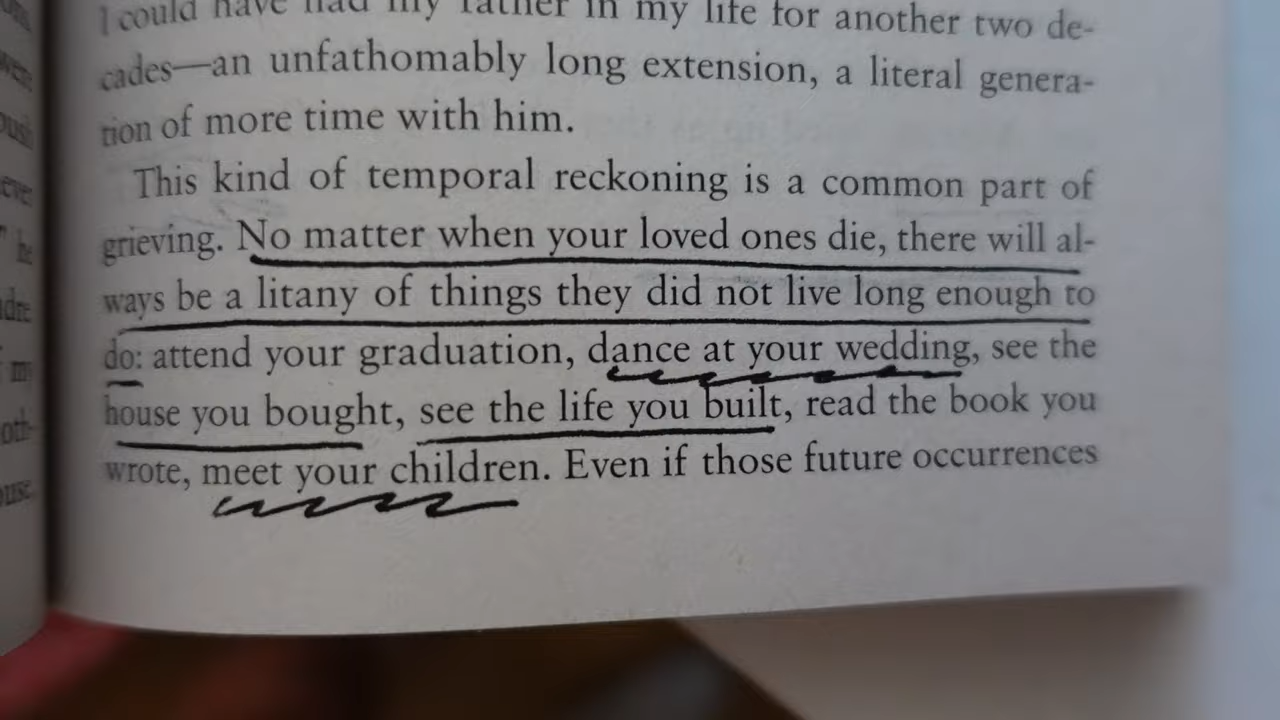 I could have had my father in my life for another two de-
cades—an unfathomably long extension, a literal genera-
tion of more time with him.
This kind of temporal reckoning is a common part of
grieving. No matter when your loved ones die, there will al-
ways be a litany of things they did not live long enough to
do: attend your graduation, dance at your wedding, see the
house you bought, see the life you built, read the book you
wrote, meet your children. Even if those future occurrences